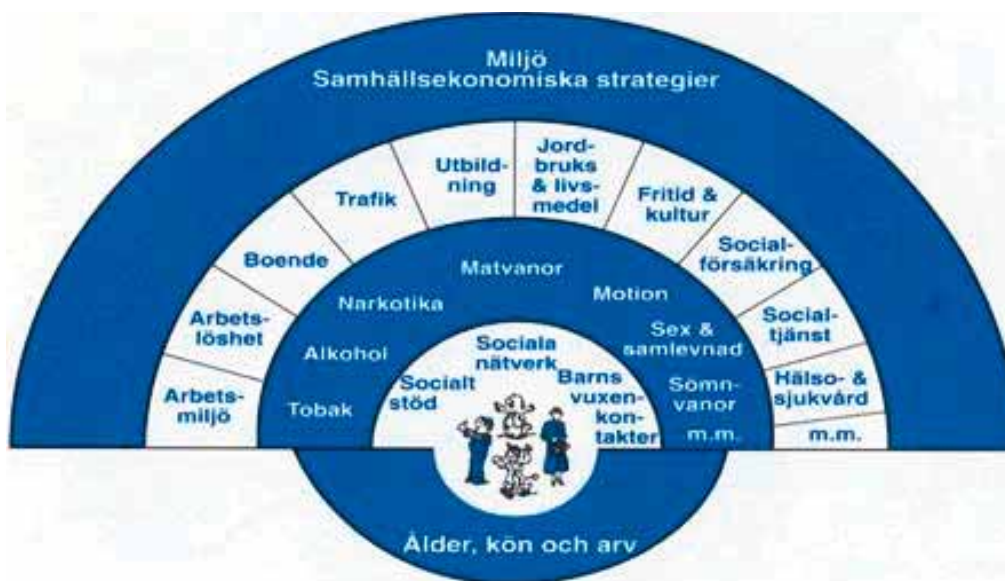 Miljö
Samhällsekonomiska strategier
Arbets-
miljö
Arbets-
löshet
Boende
Trafik
Utbild-
ning
Jord-
bruks
& livs-
medel
Fritid &
kultur
Social-
försäkring
Social-
tjänst
Hälso- &
sjukvård
m.m.
Tobak
Alkohol
Narkotika
Matvanor
Motion
Sex &
samlevnad
Sömn-
vanor
m.m.
Socialt
stöd
Sociala
nätverk
Barns
vuxen-
kon-
takter
Ålder, kön och arv